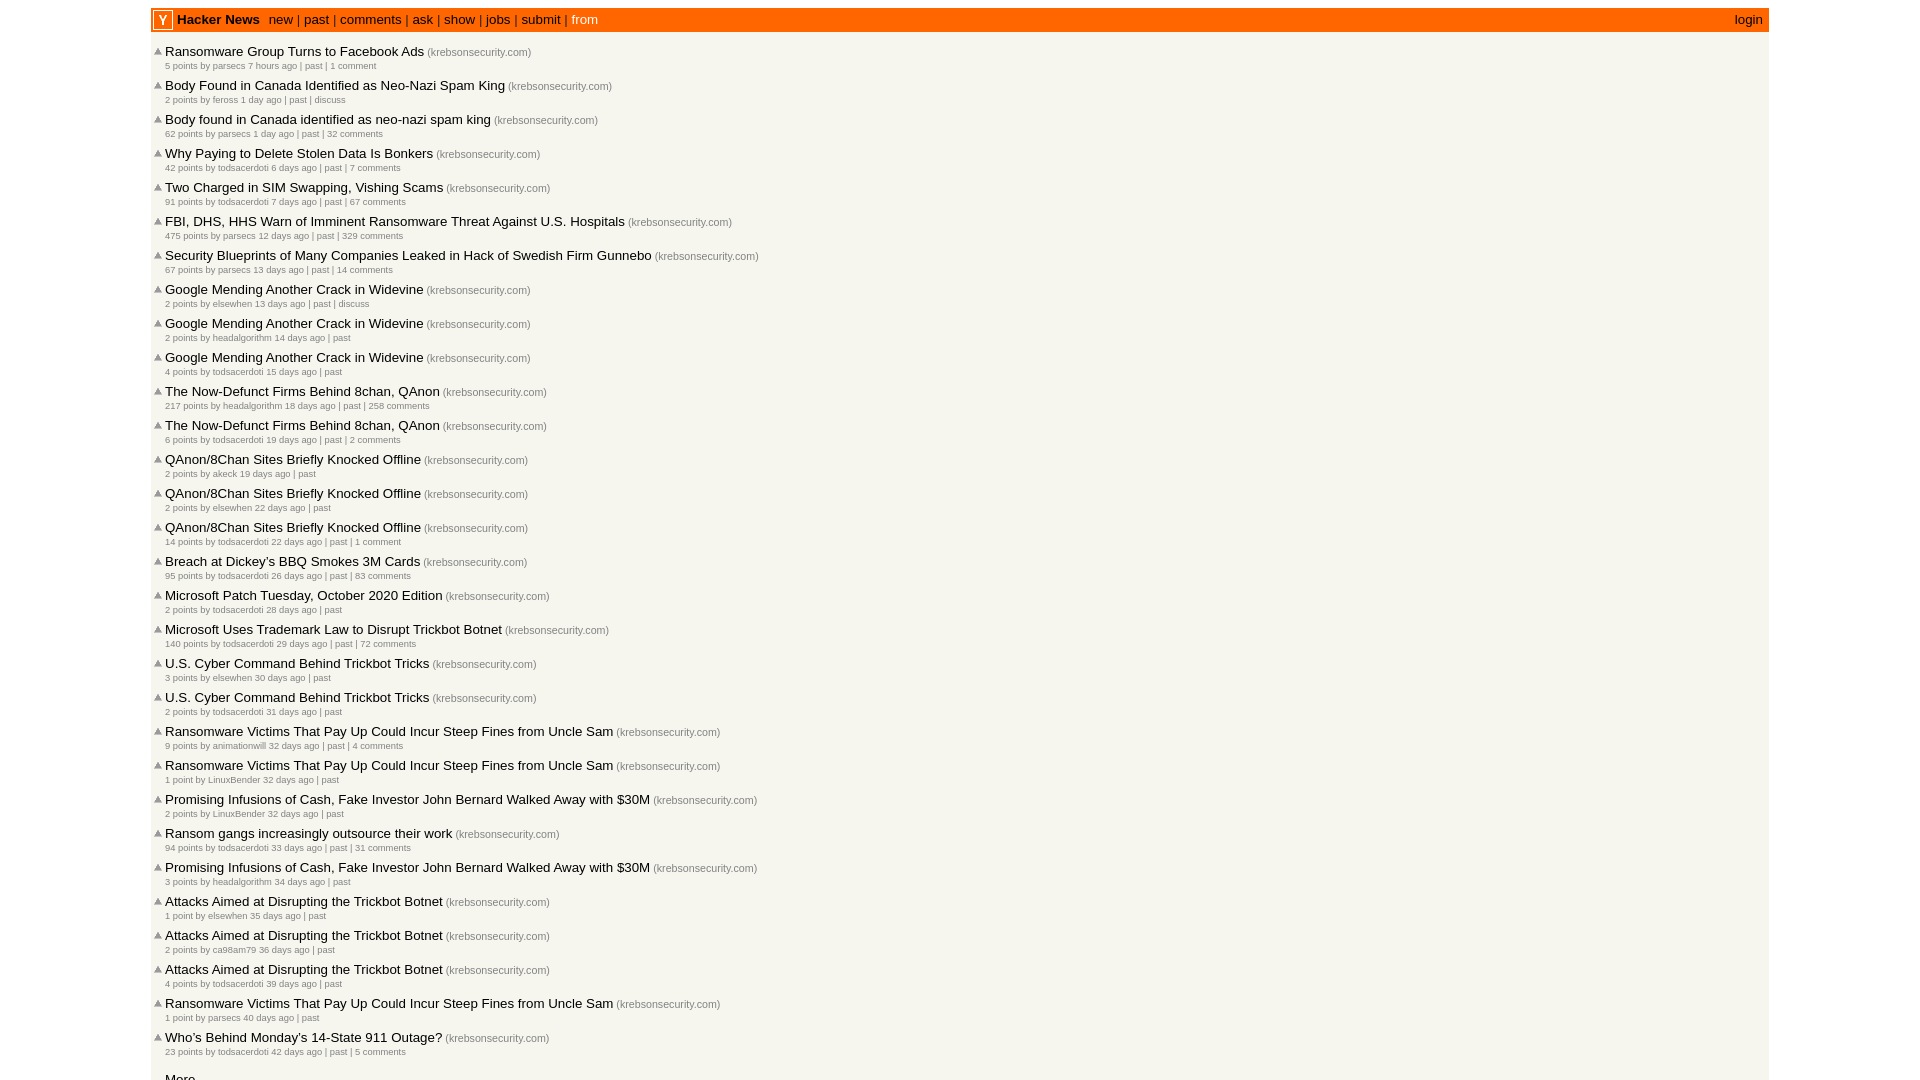 Y Hacker News new | past | comments | ask | show | jobs | submit | from login
Ransomware Group Turns to Facebook Ads (krebsonsecurity.com)
5 points by parsecs 7 hours ago | past | 1 comment
Body Found in Canada Identified as Neo-Nazi Spam King (krebsonsecurity.com)
2 points by feross 1 day ago | past | discuss
Body found in Canada identified as neo-nazi spam king (krebsonsecurity.com)
62 points by parsecs 1 day ago | past | 32 comments
Why Paying to Delete Stolen Data Is Bonkers (krebsonsecurity.com)
42 points by todsacerdoti 6 days ago | past | 7 comments
Two Charged in SIM Swapping, Vishing Scams (krebsonsecurity.com)
91 points by todsacerdoti 7 days ago | past | 67 comments
FBI, DHS, HHS Warn of Imminent Ransomware Threat Against U.S. Hospitals (krebsonsecurity.com)
475 points by parsecs 12 days ago | past | 329 comments
Security Blueprints of Many Companies Leaked in Hack of Swedish Firm Gunnebo (krebsonsecurity.com)
67 points by parsecs 13 days ago | past | 14 comments
Google Mending Another Crack in Widevine (krebsonsecurity.com)
2 points by elsewhen 13 days ago | past | discuss
Google Mending Another Crack in Widevine (krebsonsecurity.com)
2 points by headalgorithm 14 days ago | past
Google Mending Another Crack in Widevine (krebsonsecurity.com)
4 points by todsacerdoti 15 days ago | past
The Now-Defunct Firms Behind 8chan, QAnon (krebsonsecurity.com)
217 points by headalgorithm 18 days ago | past | 258 comments
The Now-Defunct Firms Behind 8chan, QAnon (krebsonsecurity.com)
6 points by todsacerdoti 19 days ago | past | 2 comments
QAnon/8Chan Sites Briefly Knocked Offline (krebsonsecurity.com)
2 points by akeck 19 days ago | past
QAnon/8Chan Sites Briefly Knocked Offline (krebsonsecurity.com)
2 points by elsewhen 22 days ago | past
QAnon/8Chan Sites Briefly Knocked Offline (krebsonsecurity.com)
14 points by todsacerdoti 22 days ago | past | 1 comment
Breach at Dickey’s BBQ Smokes 3M Cards (krebsonsecurity.com)
95 points by todsacerdoti 26 days ago | past | 83 comments
Microsoft Patch Tuesday, October 2020 Edition (krebsonsecurity.com)
2 points by todsacerdoti 28 days ago | past
Microsoft Uses Trademark Law to Disrupt Trickbot Botnet (krebsonsecurity.com)
140 points by todsacerdoti 29 days ago | past | 72 comments
U.S. Cyber Command Behind Trickbot Tricks (krebsonsecurity.com)
3 points by elsewhen 30 days ago | past
U.S. Cyber Command Behind Trickbot Tricks (krebsonsecurity.com)
2 points by todsacerdoti 31 days ago | past
Ransomware Victims That Pay Up Could Incur Steep Fines from Uncle Sam (krebsonsecurity.com)
9 points by animationwill 32 days ago | past | 4 comments
Ransomware Victims That Pay Up Could Incur Steep Fines from Uncle Sam (krebsonsecurity.com)
1 point by LinuxBender 32 days ago | past
Promising Infusions of Cash, Fake Investor John Bernard Walked Away with $30M (krebsonsecurity.com)
2 points by LinuxBender 32 days ago | past
Ransom gangs increasingly outsource their work (krebsonsecurity.com)
94 points by todsacerdoti 33 days ago | past | 31 comments
Promising Infusions of Cash, Fake Investor John Bernard Walked Away with $30M (krebsonsecurity.com)
3 points by headalgorithm 34 days ago | past
Attacks Aimed at Disrupting the Trickbot Botnet (krebsonsecurity.com)
1 point by elsewhen 35 days ago | past
Attacks Aimed at Disrupting the Trickbot Botnet (krebsonsecurity.com)
2 points by ca98am79 36 days ago | past
Attacks Aimed at Disrupting the Trickbot Botnet (krebsonsecurity.com)
4 points by todsacerdoti 39 days ago | past
Ransomware Victims That Pay Up Could Incur Steep Fines from Uncle Sam (krebsonsecurity.com)
1 point by parsecs 40 days ago | past
Who’s Behind Monday’s 14-State 911 Outage? (krebsonsecurity.com)
23 points by todsacerdoti 42 days ago | past | 5 comments
More